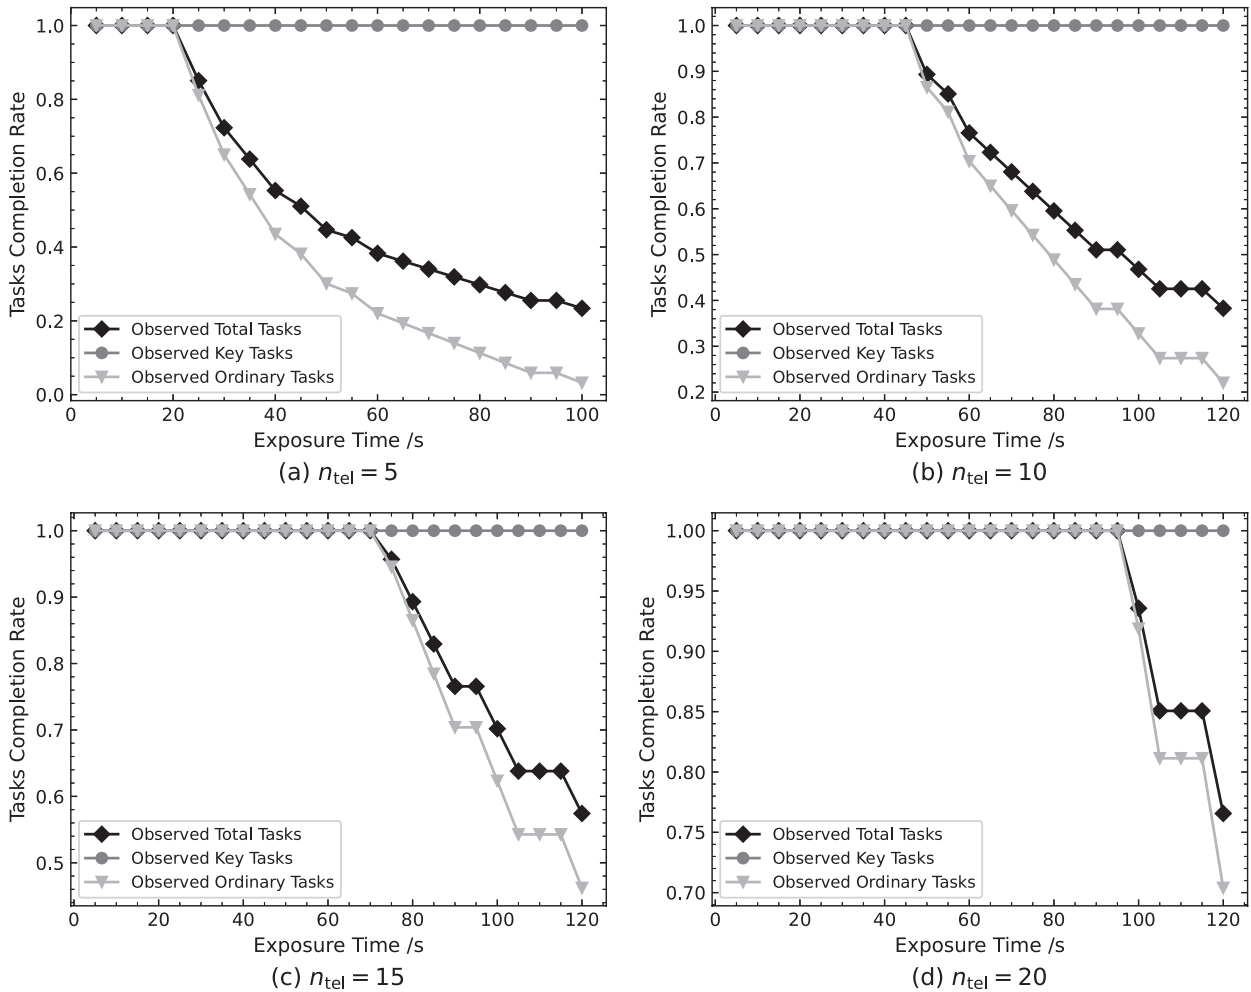 1.0
0.8
0.6
0.4
0.2
0.0
Tasks Completion Rate
Observed Total Tasks
Observed Key Tasks
Observed Ordinary Tasks
0 20 40 60 80 100
Exposure Time /s
(a) n_tel = 5
1.0
0.9
0.8
0.7
0.6
0.5
0.4
0.3
0.2
Tasks Completion Rate
Observed Total Tasks
Observed Key Tasks
Observed Ordinary Tasks
0 20 40 60 80 100 120
Exposure Time /s
(b) n_tel = 10
1.0
0.9
0.8
0.7
0.6
0.5
Tasks Completion Rate
Observed Total Tasks
Observed Key Tasks
Observed Ordinary Tasks
0 20 40 60 80 100 120
Exposure Time /s
(c) n_tel = 15
1.00
0.95
0.90
0.85
0.80
0.75
0.70
Tasks Completion Rate
Observed Total Tasks
Observed Key Tasks
Observed Ordinary Tasks
0 20 40 60 80 100 120
Exposure Time /s
(d) n_tel = 20